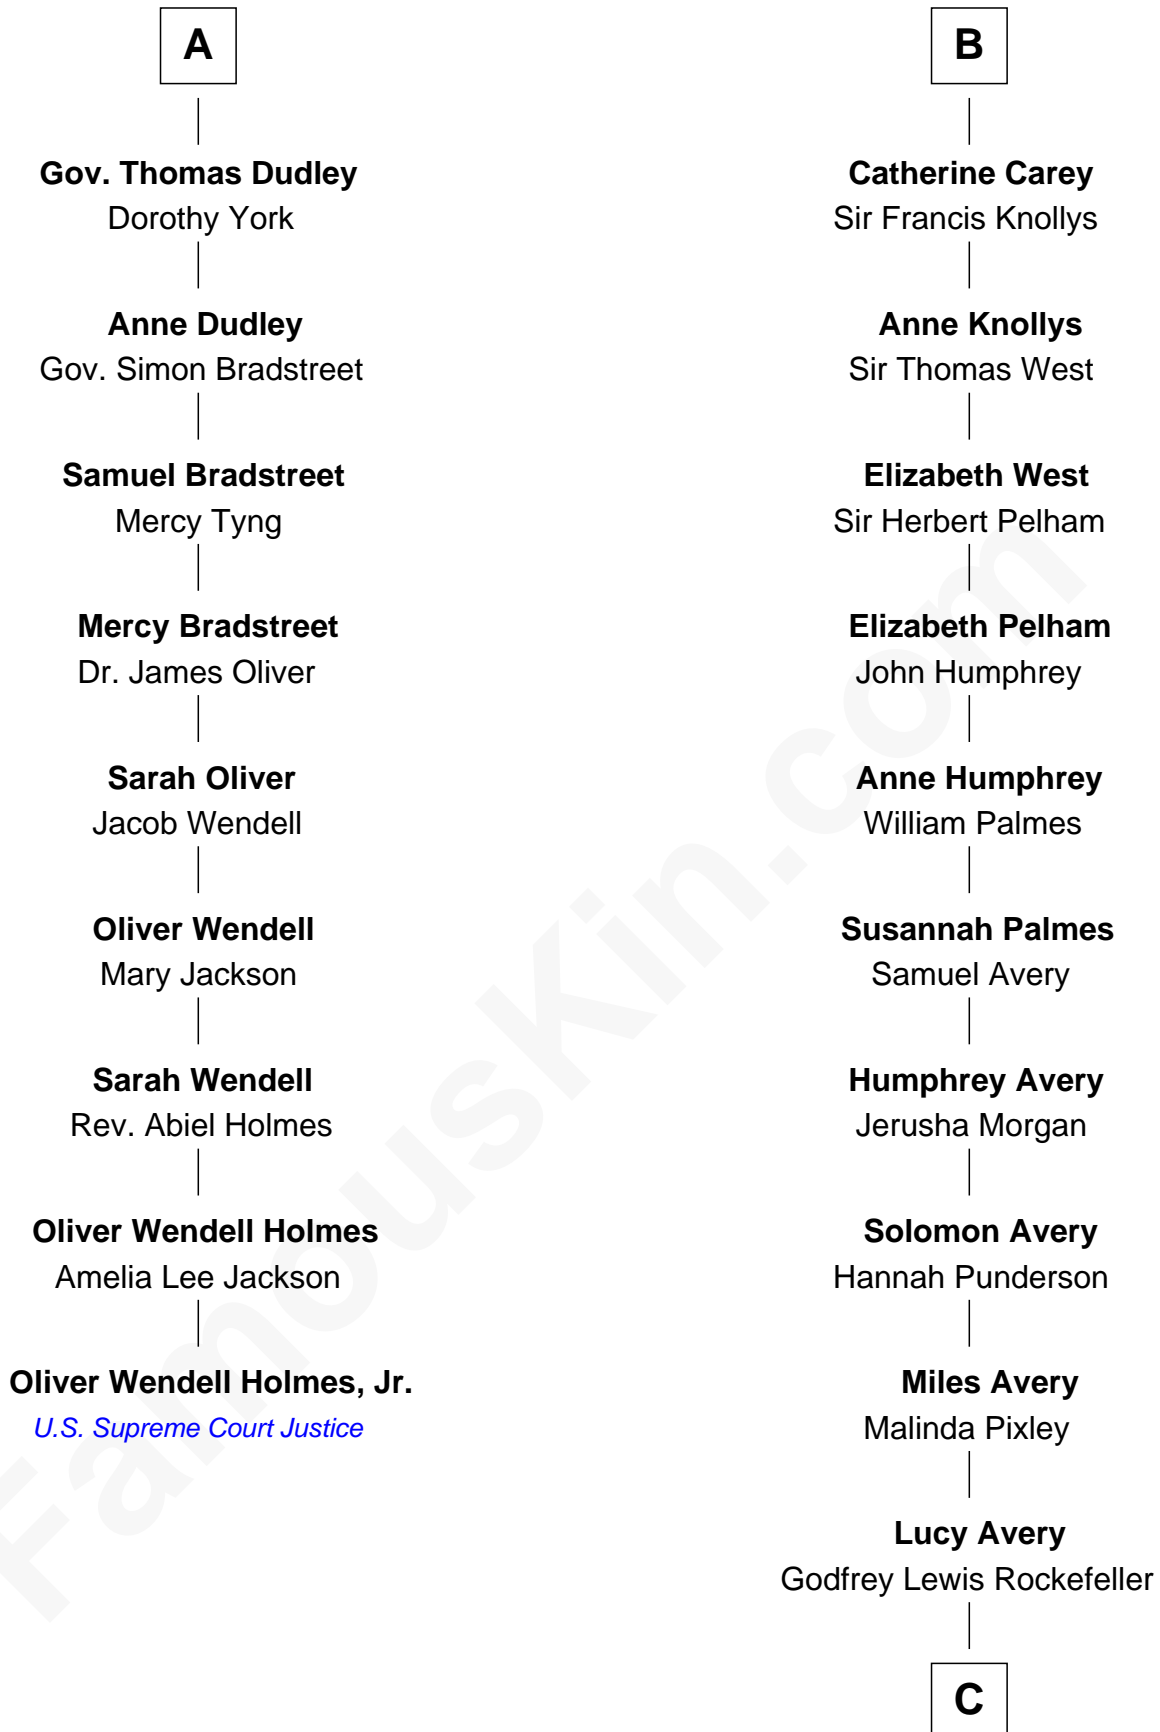 A
Gov. Thomas Dudley
Dorothy York
Anne Dudley
Gov. Simon Bradstreet
Samuel Bradstreet
Mercy Tyng
Mercy Bradstreet
Dr. James Oliver
Sarah Oliver
Jacob Wendell
Oliver Wendell
Mary Jackson
Sarah Wendell
Rev. Abiel Holmes
Oliver Wendell Holmes
Amelia Lee Jackson
Oliver Wendell Holmes, Jr.
U.S. Supreme Court Justice
B
Catherine Carey
Sir Francis Knollys
Anne Knollys
Sir Thomas West
Elizabeth West
Sir Herbert Pelham
Elizabeth Pelham
John Humphrey
Anne Humphrey
William Palmes
Susannah Palmes
Samuel Avery
Humphrey Avery
Jerusha Morgan
Solomon Avery
Hannah Punderson
Miles Avery
Malinda Pixley
Lucy Avery
Godfrey Lewis Rockefeller
C
FamousKin.com